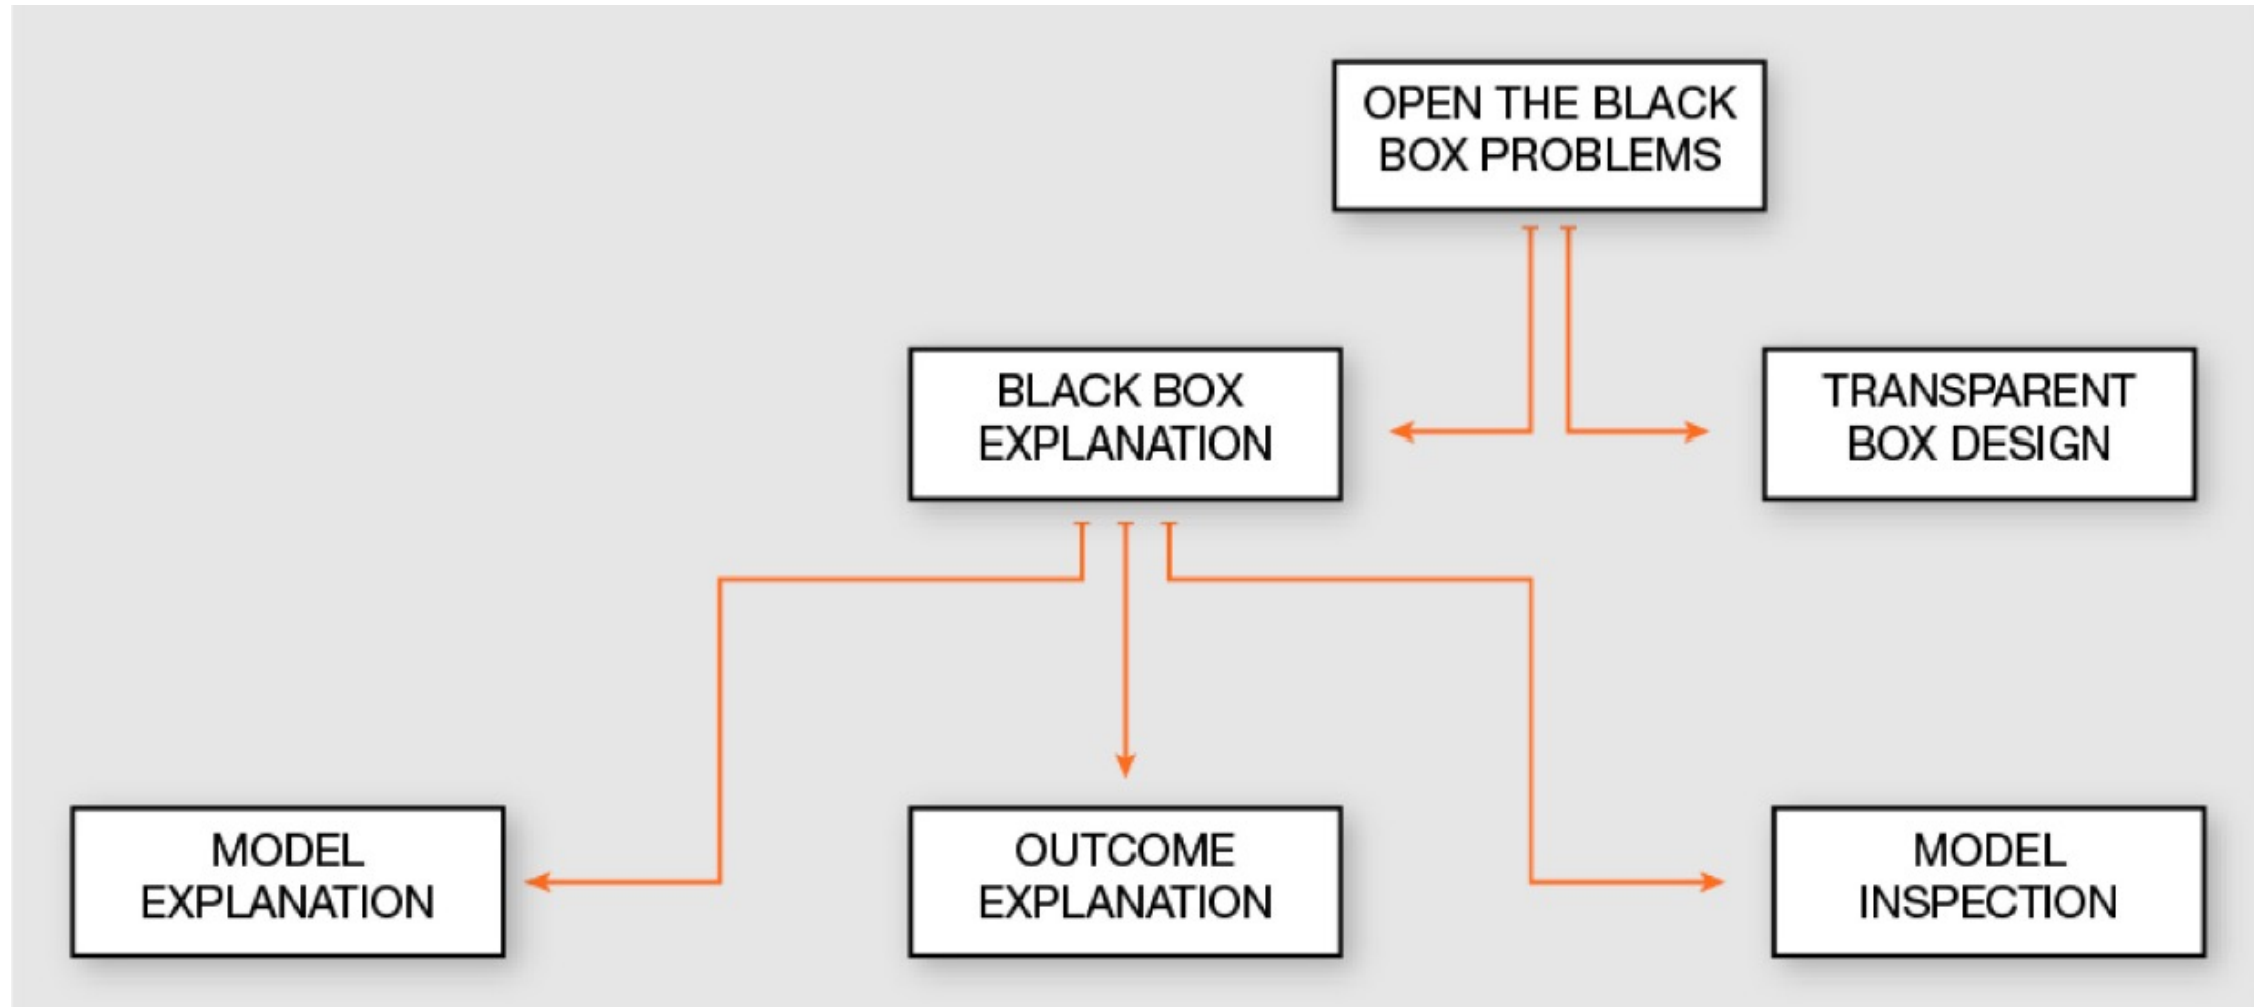 OPEN THE BLACK
BOX PROBLEMS
BLACK BOX
EXPLANATION
TRANSPARENT
BOX DESIGN
MODEL
EXPLANATION
OUTCOME
EXPLANATION
MODEL
INSPECTION